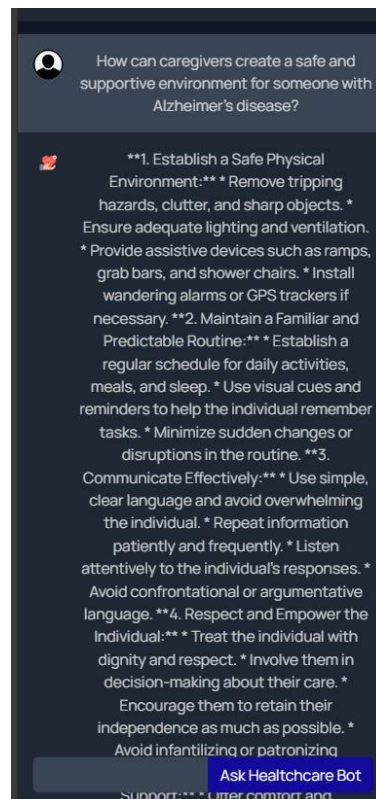 How can caregivers create a safe and
supportive environment for someone with
Alzheimer's disease?
**1. Establish a Safe Physical
Environment:** * Remove tripping
hazards, clutter, and sharp objects. *
Ensure adequate lighting and ventilation.
* Provide assistive devices such as ramps,
grab bars, and shower chairs. * Install
wandering alarms or GPS trackers if
necessary. **2. Maintain a Familiar and
Predictable Routine:** * Establish a
regular schedule for daily activities,
meals, and sleep. * Use visual cues and
reminders to help the individual remember
tasks. * Minimize sudden changes or
disruptions in the routine. **3.
Communicate Effectively:** * Use simple,
clear language and avoid overwhelming
the individual. * Repeat information
patiently and frequently. * Listen
attentively to the individual's responses. *
Avoid confrontational or argumentative
language. **4. Respect and Empower the
Individual:** * Treat the individual with
dignity and respect. * Involve them in
decision-making about their care. *
Encourage them to retain their
independence as much as possible. *
Avoid infantilizing or patronizing
Ask Healtchcare Bot
Support:** * Offer comfort and